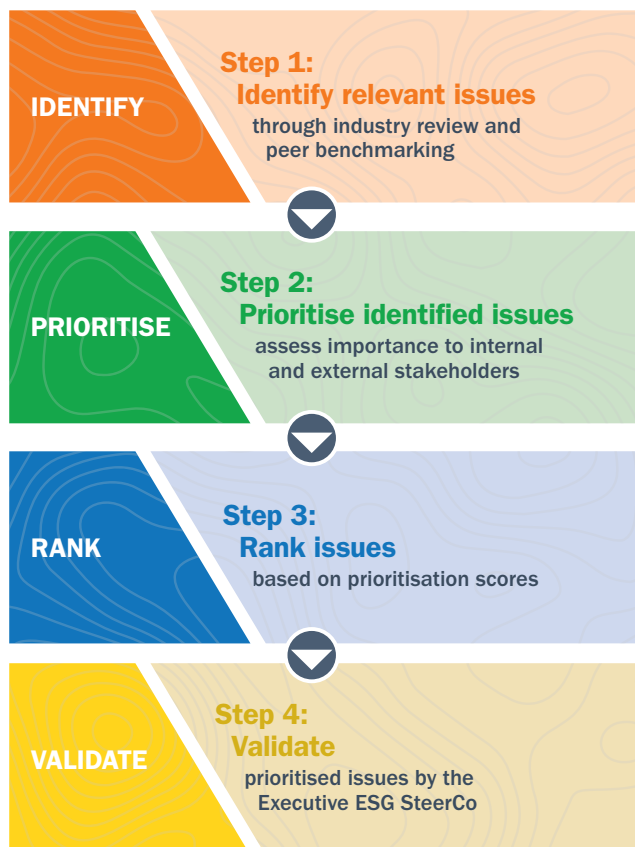 IDENTIFY
Step 1:
Identify relevant issues
through industry review and
peer benchmarking
PRIORITISE
Step 2:
Prioritise identified issues
assess importance to internal
and external stakeholders
RANK
Step 3:
Rank issues
based on prioritisation scores
VALIDATE
Step 4:
Validate
prioritised issues by the
Executive ESG SteerCo